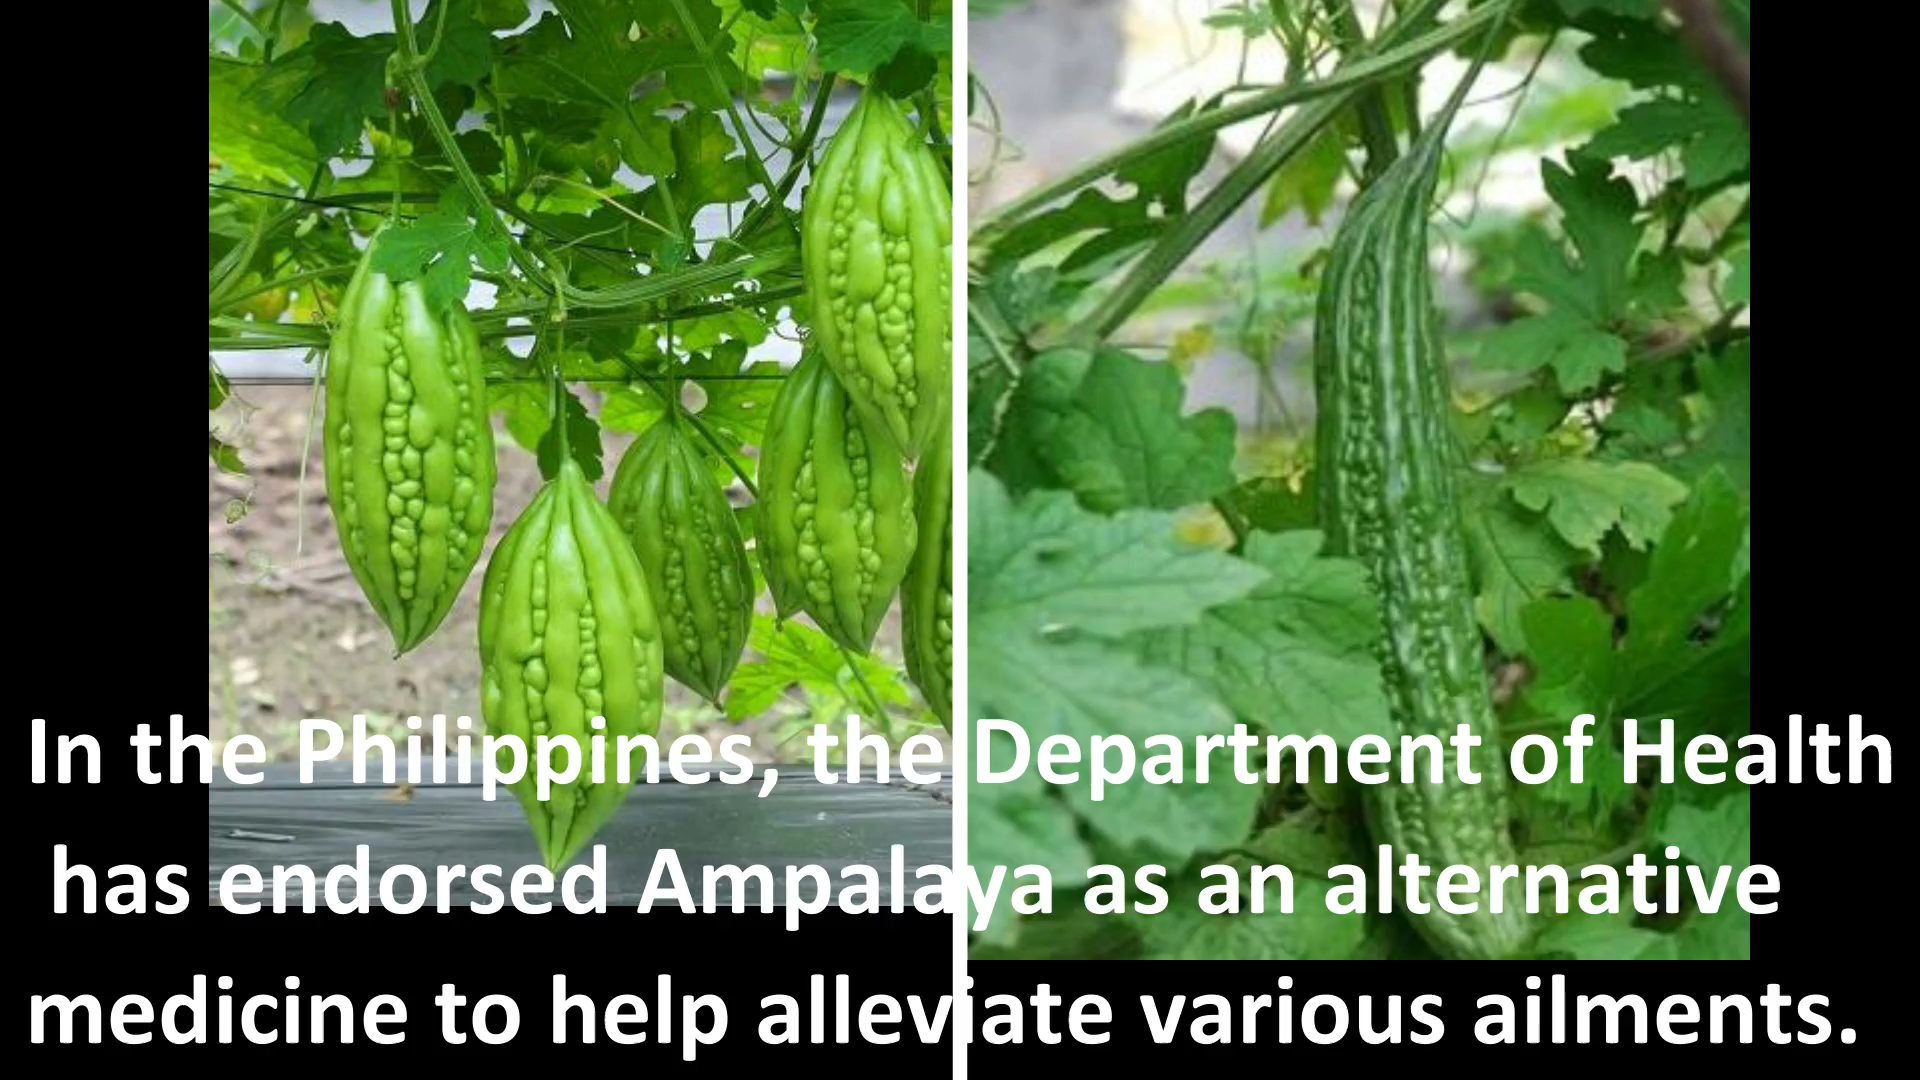 In the Philippines, the Department of Health
has endorsed Ampalaya as an alternative
medicine to help alleviate various ailments.